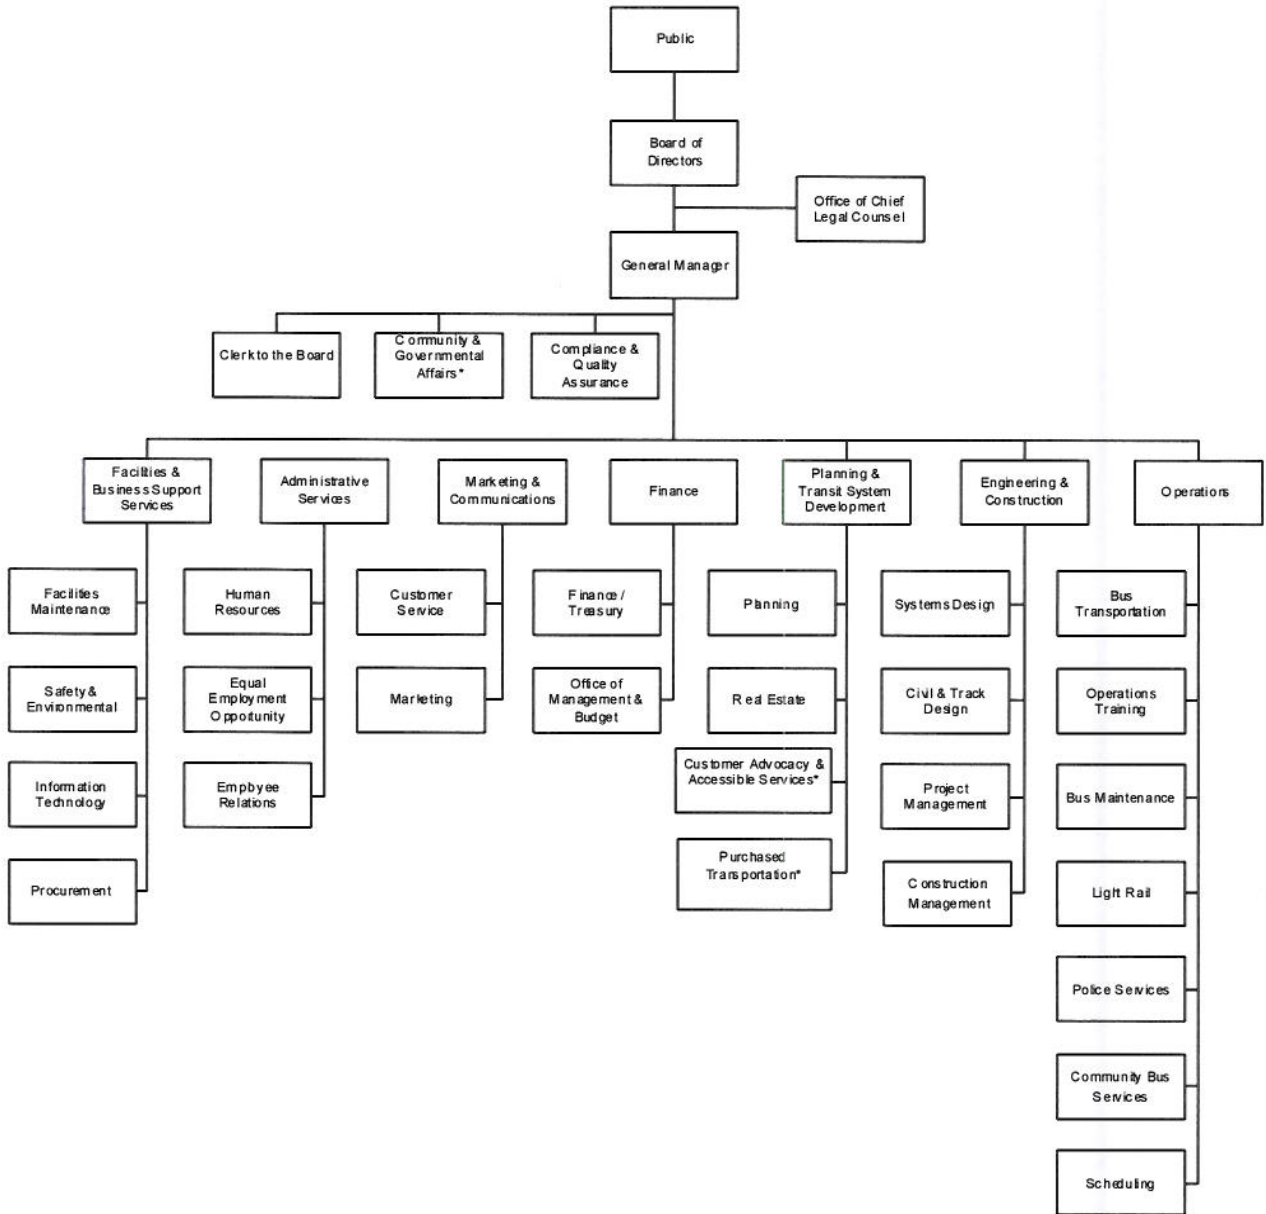 Public
Board of
Directors
Office of Chief
Legal Counsel
General Manager
Clerk to the Board
Community &
Governmental
Affairs*
Compliance &
Quality
Assurance
Facilities &
Business Support
Services
Administrative
Services
Marketing &
Communications
Finance
Planning &
Transit System
Development
Engineering &
Construction
Operations
Facilities
Maintenance
Human
Resources
Customer
Service
Finance /
Treasury
Planning
Systems Design
Bus
Transportation
Safety &
Environmental
Equal
Employment
Opportunity
Marketing
Office of
Management &
Budget
Real Estate
Civil & Track
Design
Operations
Training
Information
Technology
Employee
Relations
Customer Advocacy &
Accessible Services*
Project
Management
Bus Maintenance
Procurement
Purchased
Transportation*
Construction
Management
Light Rail
Police Services
Community Bus
Services
Scheduling